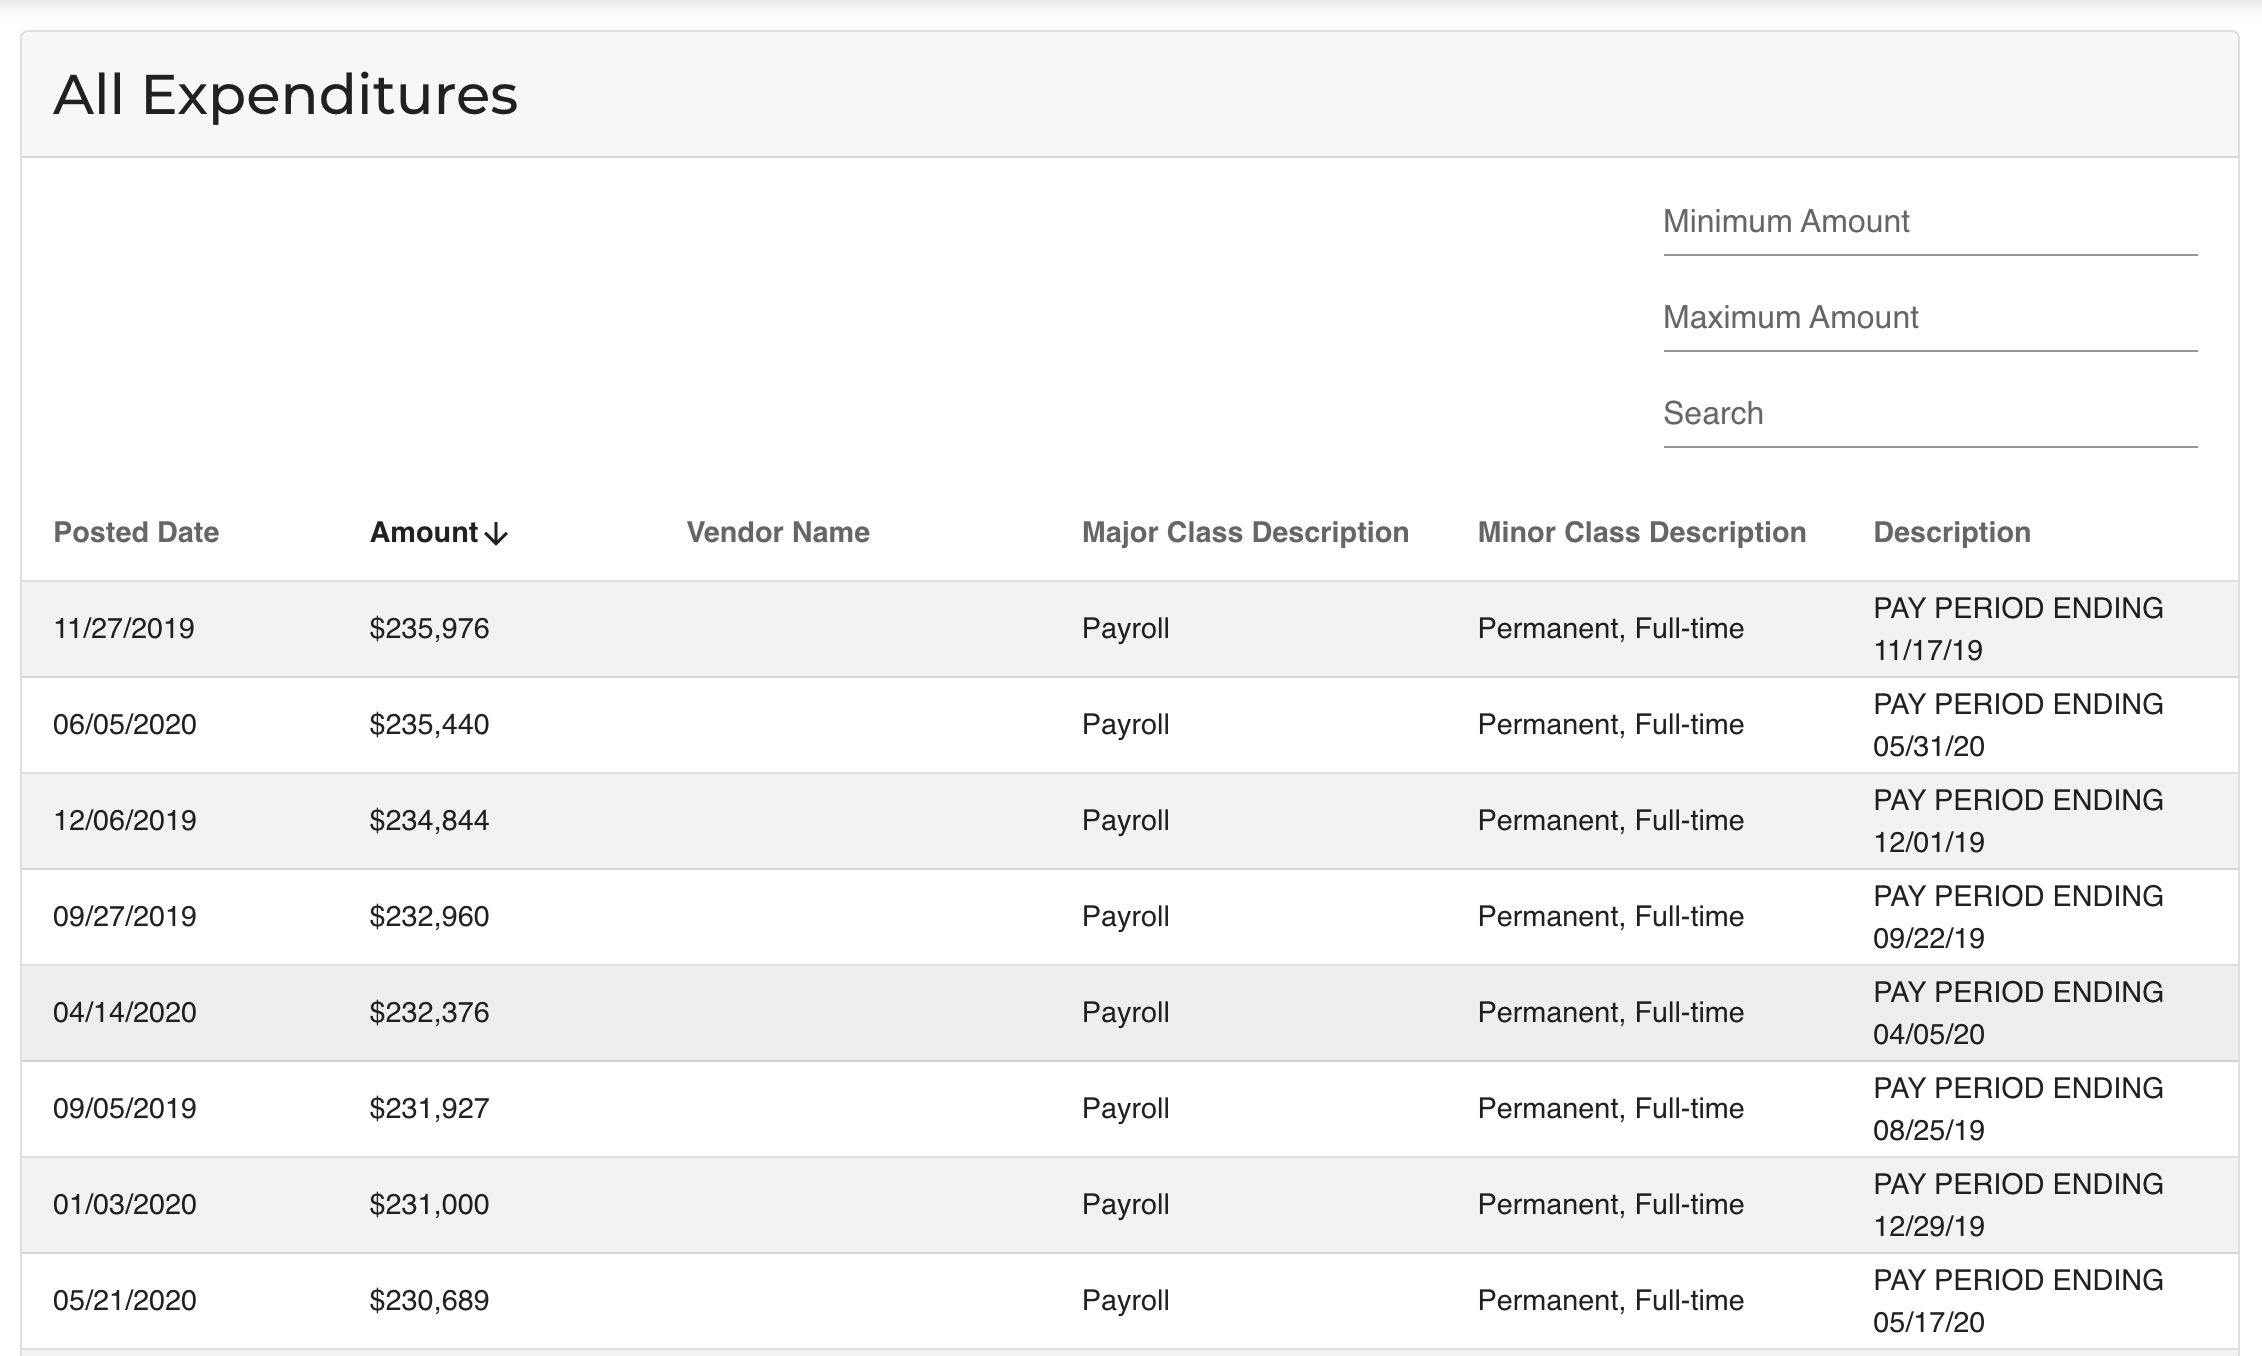 All Expenditures
Minimum Amount
Maximum Amount
Search
Posted Date Amount Vendor Name Major Class Description Minor Class Description Description
11/27/2019 $235,976 Payroll Permanent, Full-time PAY PERIOD ENDING
11/17/19
06/05/2020 $235,440 Payroll Permanent, Full-time PAY PERIOD ENDING
05/31/20
12/06/2019 $234,844 Payroll Permanent, Full-time PAY PERIOD ENDING
12/01/19
09/27/2019 $232,960 Payroll Permanent, Full-time PAY PERIOD ENDING
09/22/19
04/14/2020 $232,376 Payroll Permanent, Full-time PAY PERIOD ENDING
04/05/20
09/05/2019 $231,927 Payroll Permanent, Full-time PAY PERIOD ENDING
08/25/19
01/03/2020 $231,000 Payroll Permanent, Full-time PAY PERIOD ENDING
12/29/19
05/21/2020 $230,689 Payroll Permanent, Full-time PAY PERIOD ENDING
05/17/20